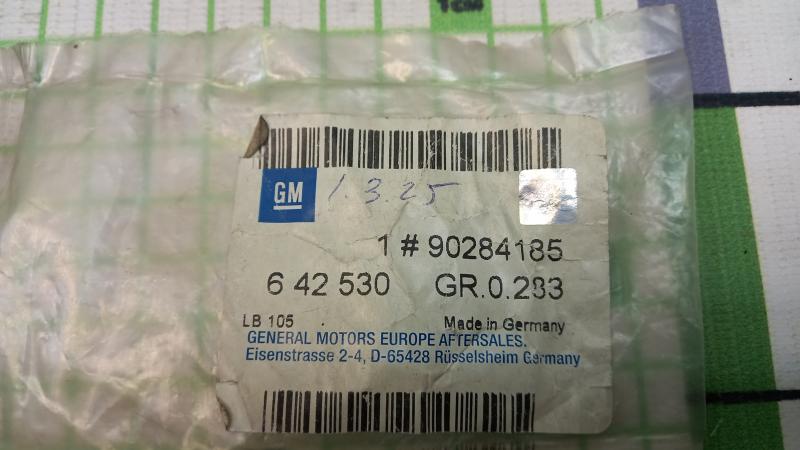 1cm
GM
1.3.25
1 # 90284185
6 42 530 GR.0.283
LB 105 Made in Germany
GENERAL MOTORS EUROPE AFTERSALES.
Eisenstrasse 2-4, D-65428 Rüsselsheim Germany